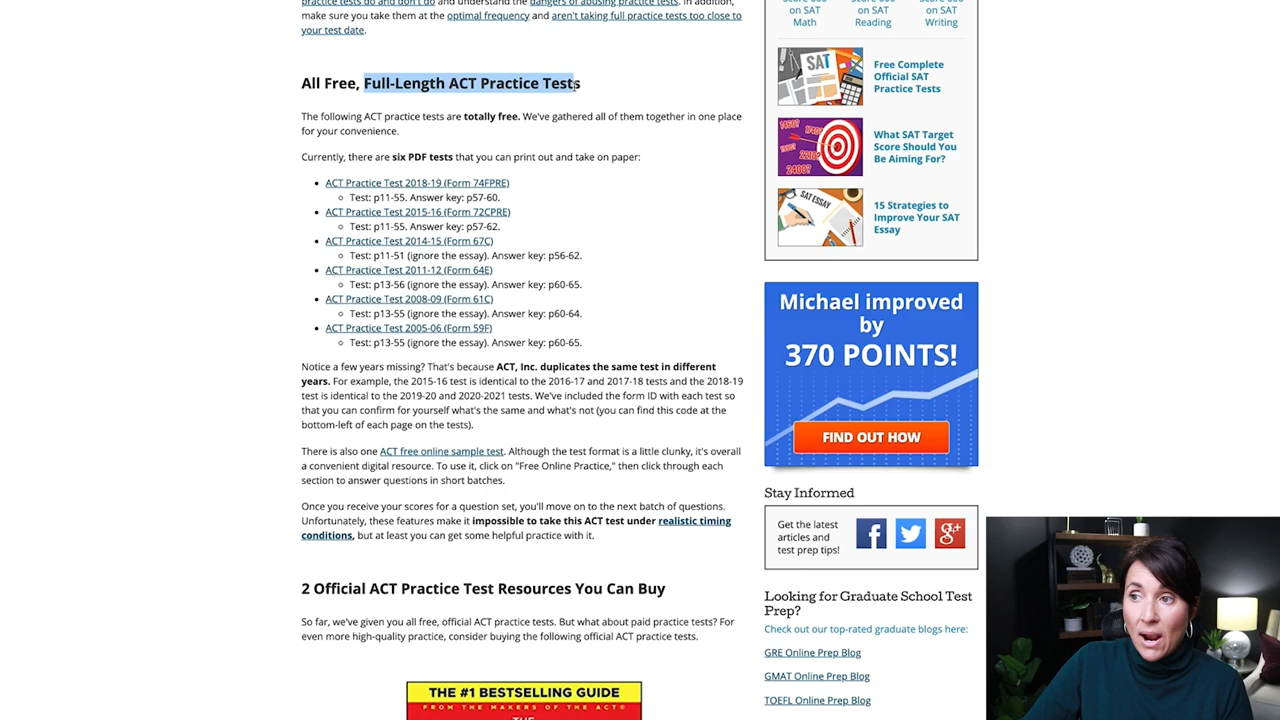 practice tests do and don't do and understand the dangers of abusing practice tests. In addition,
make sure you take them at the optimal frequency and aren't taking full practice tests too close to
your test date.
All Free, Full-Length ACT Practice Tests
The following ACT practice tests are totally free. We've gathered all of them together in one place
for your convenience.
Currently, there are six PDF tests that you can print out and take on paper:
• ACT Practice Test 2018-19 (Form 74FPRE)
Test: p11-55. Answer key: p57-60.
• ACT Practice Test 2015-16 (Form 72CPRE)
Test: p11-55. Answer key: p57-62.
• ACT Practice Test 2014-15 (Form 67C)
Test: p11-51 (ignore the essay). Answer key: p56-62.
• ACT Practice Test 2011-12 (Form 64E)
Test: p13-56 (ignore the essay). Answer key: p60-65.
• ACT Practice Test 2008-09 (Form 61C)
Test: p13-55 (ignore the essay). Answer key: p60-64.
• ACT Practice Test 2005-06 (Form 59F)
Test: p13-55 (ignore the essay). Answer key: p60-65.
Notice a few years missing? That's because ACT, Inc. duplicates the same test in different
years. For example, the 2015-16 test is identical to the 2016-17 and 2017-18 tests and the 2018-19
test is identical to the 2019-20 and 2020-2021 tests. We've included the form ID with each test so
that you can confirm for yourself what's the same and what's not (you can find this code at the
bottom-left of each page on the tests).
There is also one ACT free online sample test. Although the test format is a little clunky, it's overall
a convenient digital resource. To use it, click on "Free Online Practice," then click through each
section to answer questions in short batches.
Once you receive your scores for a question set, you'll move on to the next batch of questions.
Unfortunately, these features make it impossible to take this ACT test under realistic timing
conditions, but at least you can get some helpful practice with it.
2 Official ACT Practice Test Resources You Can Buy
So far, we've given you all free, official ACT practice tests. But what about paid practice tests? For
even more high-quality practice, consider buying the following official ACT practice tests.
THE #1 BESTSELLING GUIDE
FROM THE MAKERS OF THE ACT®
THE
on SAT
Math
on SAT
Reading
on SAT
Writing
SAT
Free Complete
Official SAT
Practice Tests
2400?
What SAT Target
Score Should You
Be Aiming For?
SAT ESSAY
15 Strategies to
Improve Your SAT
Essay
Michael improved
by
370 POINTS!
FIND OUT HOW
Stay Informed
Get the latest
articles and
test prep tips!
f
g+
Looking for Graduate School Test
Prep?
Check out our top-rated graduate blogs here:
GRE Online Prep Blog
GMAT Online Prep Blog
TOEFL Online Prep Blog